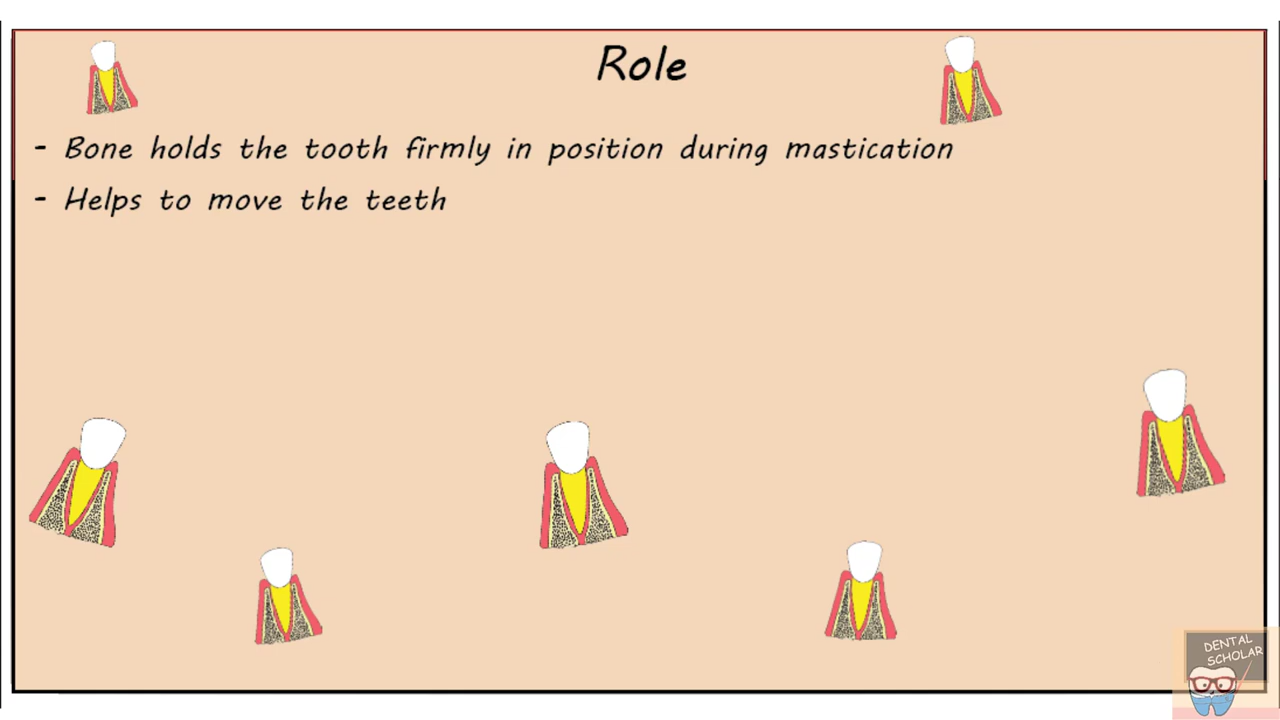 Role
- Bone holds the tooth firmly in position during mastication
- Helps to move the teeth
DENTAL
SCHOLAR